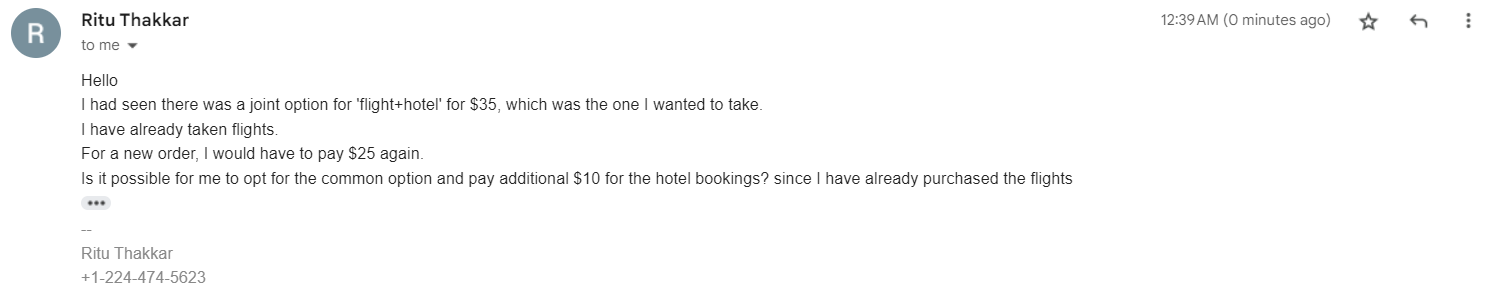 Ritu Thakkar
12:39 AM (0 minutes ago)
to me
R
Hello
I had seen there was a joint option for 'flight+hotel' for $35, which was the one I wanted to take.
I have already taken flights.
For a new order, I would have to pay $25 again.
Is it possible for me to opt for the common option and pay additional $10 for the hotel bookings? since I have already purchased the flights
--
Ritu Thakkar
+1-224-474-5623